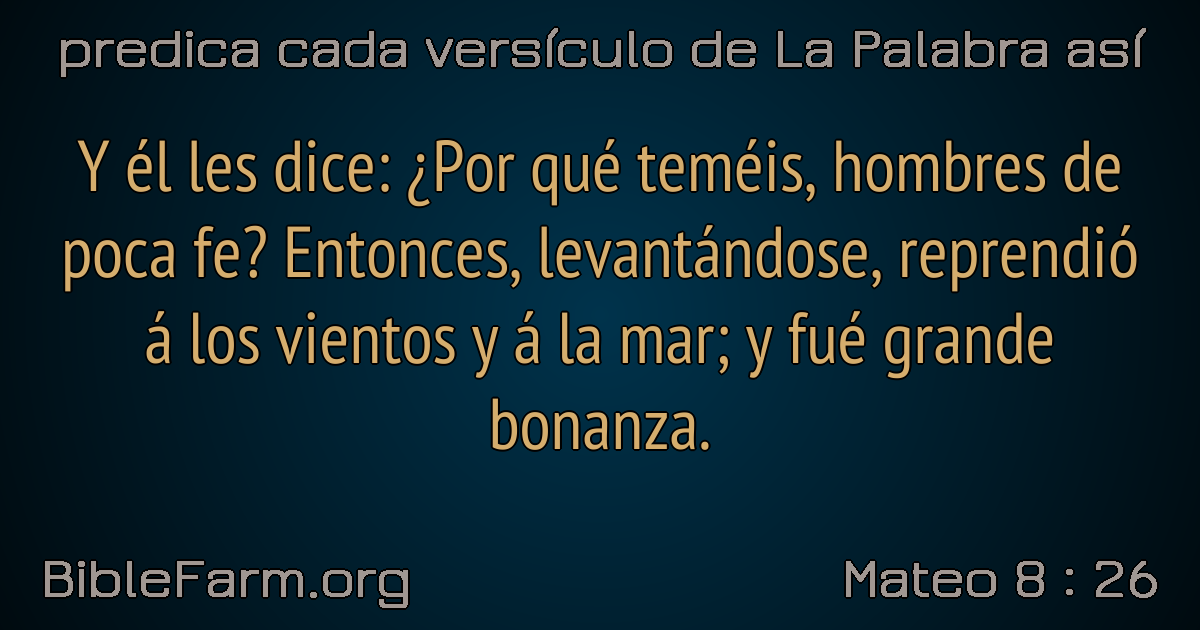 predica cada versículo de La Palabra así
Y él les dice: ¿Por qué teméis, hombres de
poca fe? Entonces, levantándose, reprendió
á los vientos y á la mar; y fué grande
bonanza.
BibleFarm.org
Mateo 8 : 26